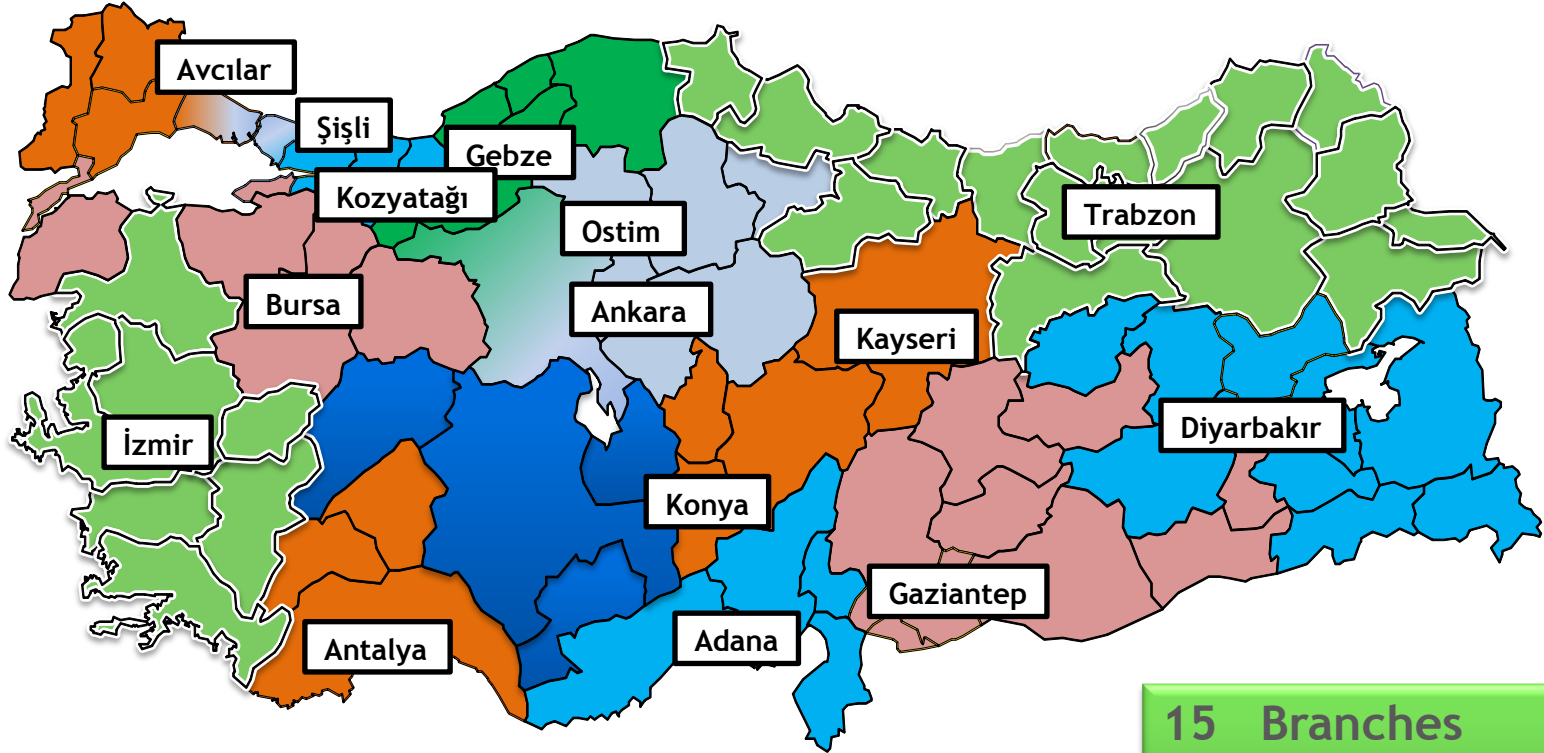 Avcılar
Şişli
Gebze
Kozyatağı
Ostim
Trabzon
Bursa
Ankara
Kayseri
İzmir
Diyarbakır
Konya
Gaziantep
Antalya
Adana
15 Branches